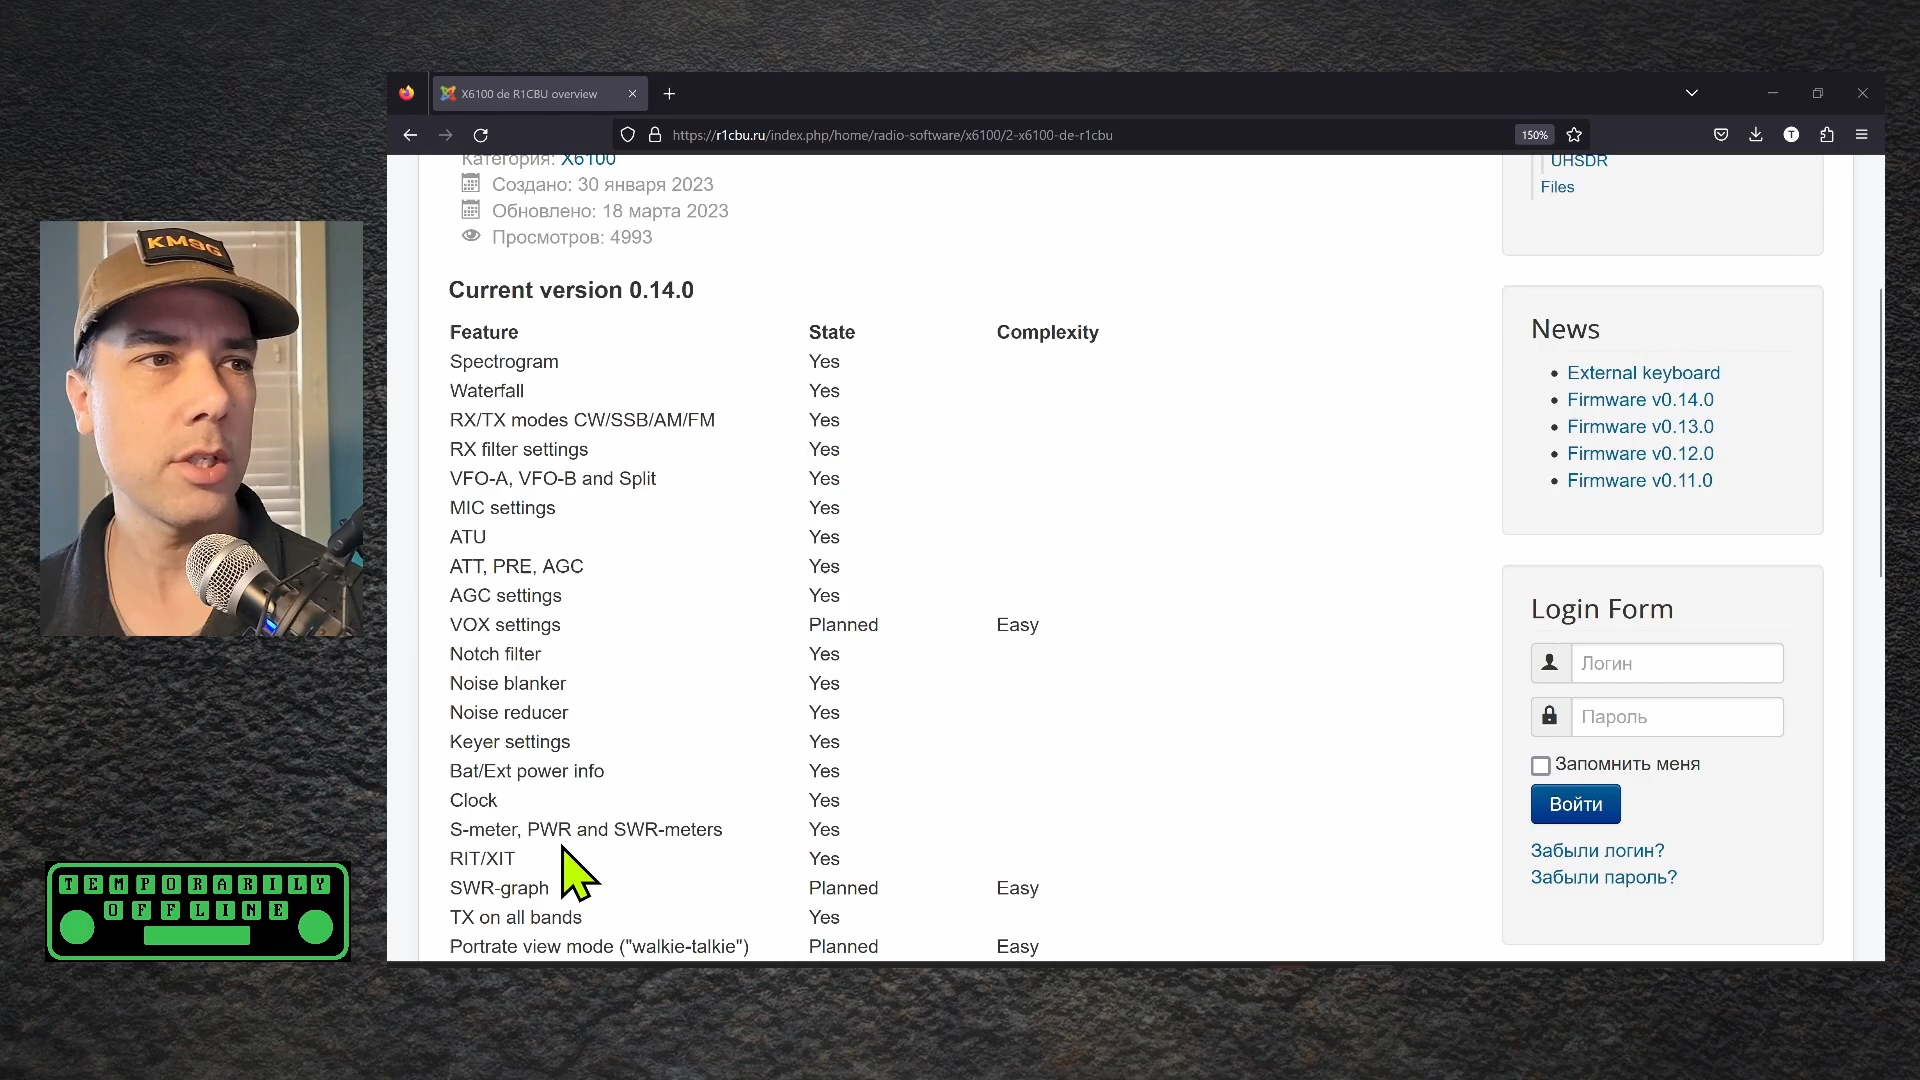 X6100 de R1CBU overview
https://r1cbu.ru/index.php/home/radio-software/x6100/2-x6100-de-r1cbu
150%
T
Категория: X6100
Создано: 30 января 2023
Обновлено: 18 марта 2023
Просмотров: 4993
Current version 0.14.0
Feature State Complexity
Spectrogram Yes
Waterfall Yes
RX/TX modes CW/SSB/AM/FM Yes
RX filter settings Yes
VFO-A, VFO-B and Split Yes
MIC settings Yes
ATU Yes
ATT, PRE, AGC Yes
AGC settings Yes
VOX settings Planned Easy
Notch filter Yes
Noise blanker Yes
Noise reducer Yes
Keyer settings Yes
Bat/Ext power info Yes
Clock Yes
S-meter, PWR and SWR-meters Yes
RIT/XIT Yes
SWR-graph Planned Easy
TX on all bands Yes
Portrate view mode ("walkie-talkie") Planned Easy
UHSDR
Files
News
External keyboard
Firmware v0.14.0
Firmware v0.13.0
Firmware v0.12.0
Firmware v0.11.0
Login Form
Логин
Пароль
Запомнить меня
Войти
Забыли логин?
Забыли пароль?
KM9G
TEMPORARILY
OFFLINE